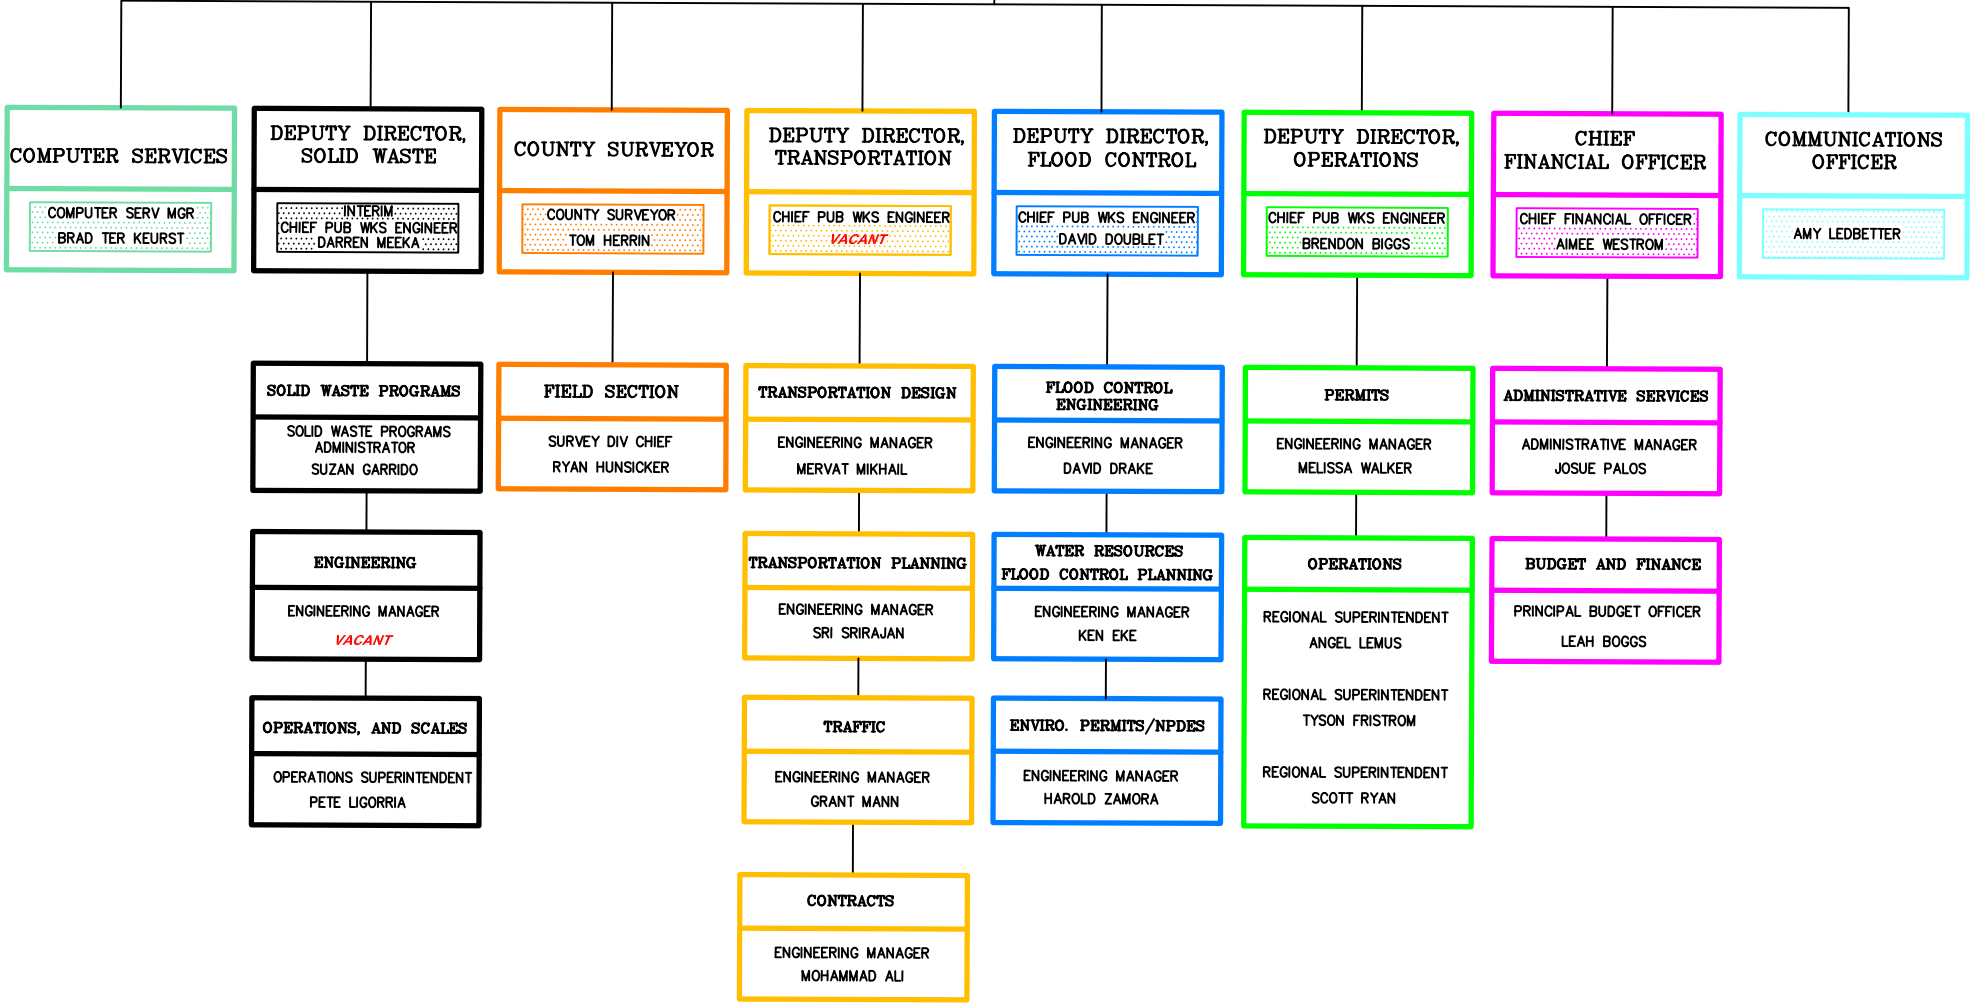 COMPUTER SERVICES
COMPUTER SERV MGR
BRAD TER KEURST
DEPUTY DIRECTOR,
SOLID WASTE
INTERIM
CHIEF PUB WKS ENGINEER
DARREN MEEKA
SOLID WASTE PROGRAMS
SOLID WASTE PROGRAMS
ADMINISTRATOR
SUZAN GARRIDO
ENGINEERING
ENGINEERING MANAGER
VACANT
OPERATIONS, AND SCALES
OPERATIONS SUPERINTENDENT
PETE LIGORRIA
COUNTY SURVEYOR
COUNTY SURVEYOR
TOM HERRIN
FIELD SECTION
SURVEY DIV CHIEF
RYAN HUNSICKER
DEPUTY DIRECTOR,
TRANSPORTATION
CHIEF PUB WKS ENGINEER
VACANT
TRANSPORTATION DESIGN
ENGINEERING MANAGER
MERVAT MIKHAIL
TRANSPORTATION PLANNING
ENGINEERING MANAGER
SRI SRIRAJAN
TRAFFIC
ENGINEERING MANAGER
GRANT MANN
CONTRACTS
ENGINEERING MANAGER
MOHAMMAD ALI
DEPUTY DIRECTOR,
FLOOD CONTROL
CHIEF PUB WKS ENGINEER
DAVID DOUBLET
FLOOD CONTROL
ENGINEERING
ENGINEERING MANAGER
DAVID DRAKE
WATER RESOURCES
FLOOD CONTROL PLANNING
ENGINEERING MANAGER
KEN EKE
ENVIRO. PERMITS/NPDES
ENGINEERING MANAGER
HAROLD ZAMORA
DEPUTY DIRECTOR,
OPERATIONS
CHIEF PUB WKS ENGINEER
BRENDON BIGGS
PERMITS
ENGINEERING MANAGER
MELISSA WALKER
OPERATIONS
REGIONAL SUPERINTENDENT
ANGEL LEMUS
REGIONAL SUPERINTENDENT
TYSON FRISTROM
REGIONAL SUPERINTENDENT
SCOTT RYAN
CHIEF
FINANCIAL OFFICER
CHIEF FINANCIAL OFFICER
AIMEE WESTROM
ADMINISTRATIVE SERVICES
ADMINISTRATIVE MANAGER
JOSUE PALOS
BUDGET AND FINANCE
PRINCIPAL BUDGET OFFICER
LEAH BOGGS
COMMUNICATIONS
OFFICER
AMY LEDBETTER